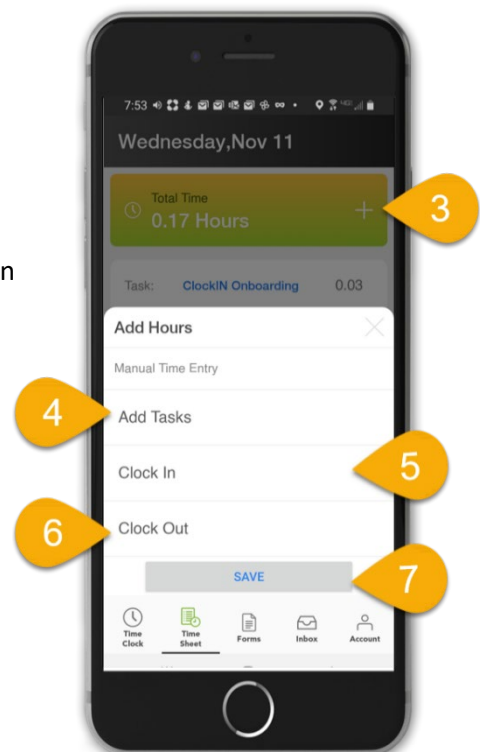 7:53
Wednesday,Nov 11
Total Time
0.17 Hours
3
n
Task: ClockIN Onboarding 0.03
Add Hours
Manual Time Entry
4
Add Tasks
Clock In
5
6
Clock Out
SAVE
7
Time Clock
Time Sheet
Forms
Inbox
Account